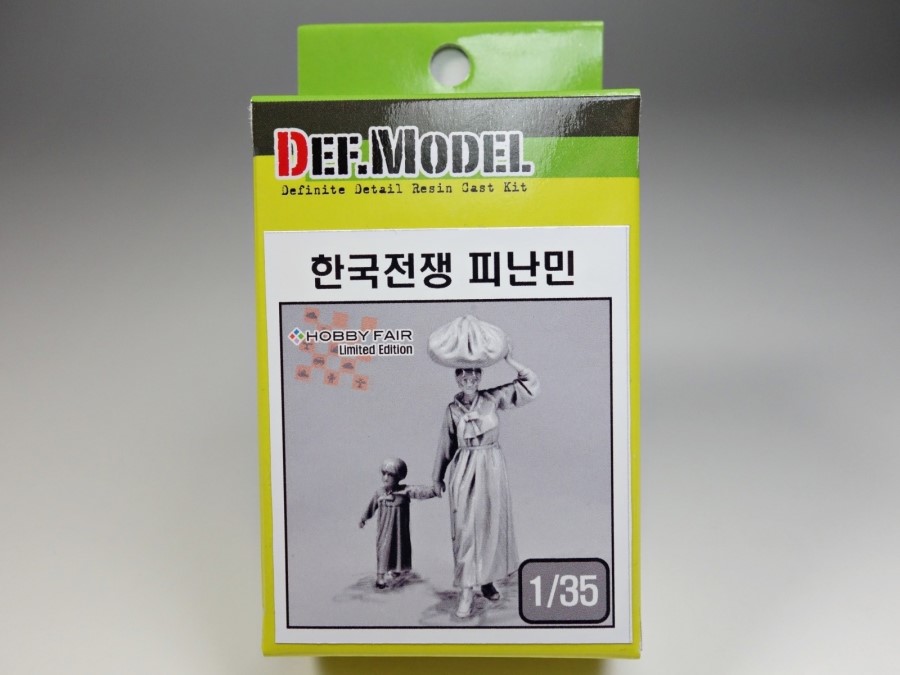 DEF.MODEL
Definite Detail Resin Cast Kit
한국전쟁 피난민
HOBBY FAIR
Limited Edition
1/35